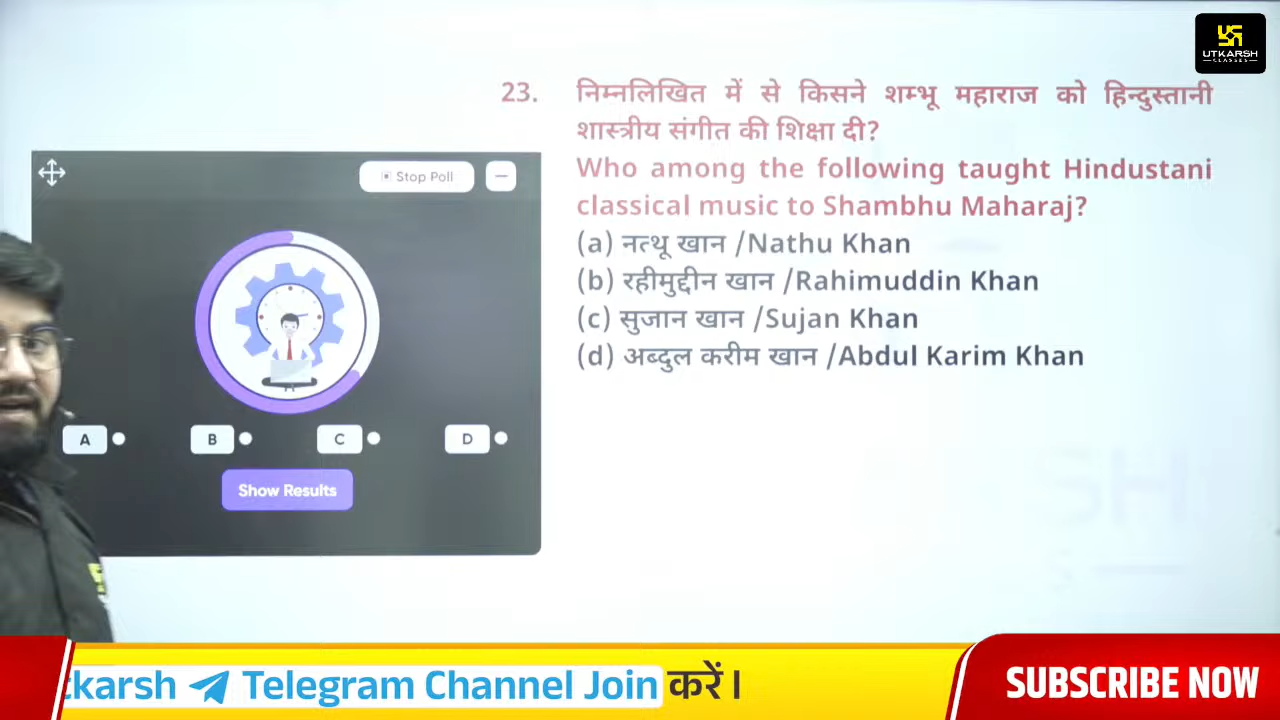 UTKARSH
CLASSES
23. निम्नलिखित में से किसने शम्भू महाराज को हिन्दुस्तानी
शास्त्रीय संगीत की शिक्षा दी?
Who among the following taught Hindustani
classical music to Shambhu Maharaj?
(a) नत्थू खान /Nathu Khan
(b) रहीमुद्दीन खान /Rahimuddin Khan
(c) सुजान खान /Sujan Khan
(d) अब्दुल करीम खान /Abdul Karim Khan
Stop Poll
A B C D
Show Results
tkarsh Telegram Channel Join करें।
SUBSCRIBE NOW